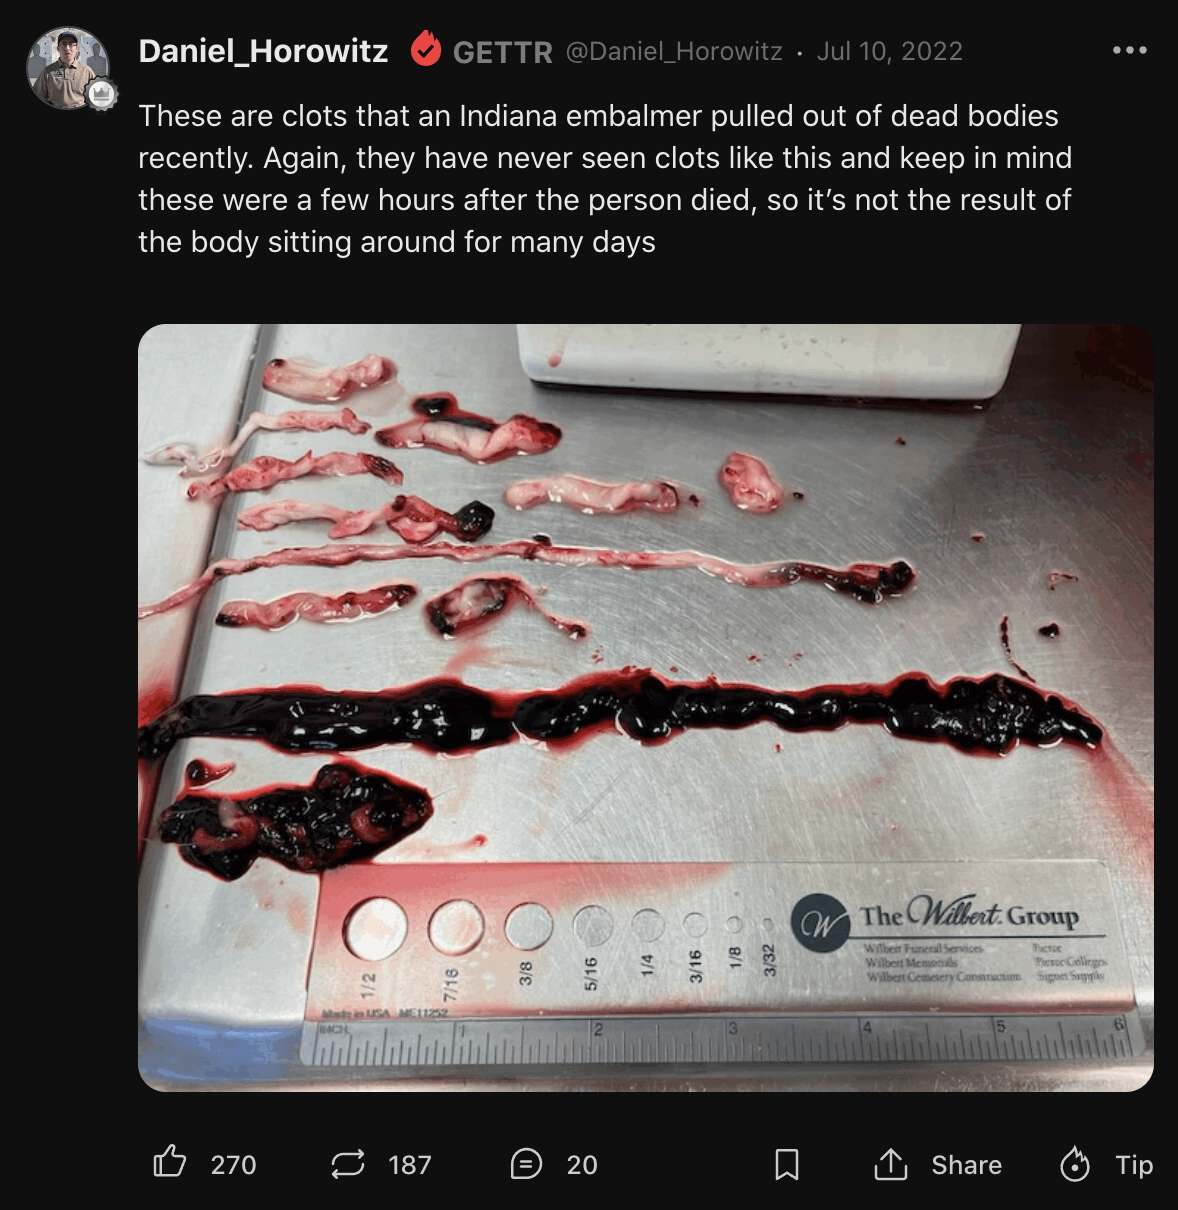 Daniel_Horowitz GETTR @Daniel_Horowitz · Jul 10, 2022
These are clots that an Indiana embalmer pulled out of dead bodies
recently. Again, they have never seen clots like this and keep in mind
these were a few hours after the person died, so it’s not the result of
the body sitting around for many days
1/2 7/16 3/8 5/16 1/4 3/16 1/8 3/32
W The Wilbert Group
Wilbert Funeral Services Pierce
Wilbert Memorials Pierce Colleges
Wilbert Cemetery Construction Signet Supply
Made in USA ME11252
INCH 1 2 3 4 5 6
270 187 20 Share Tip